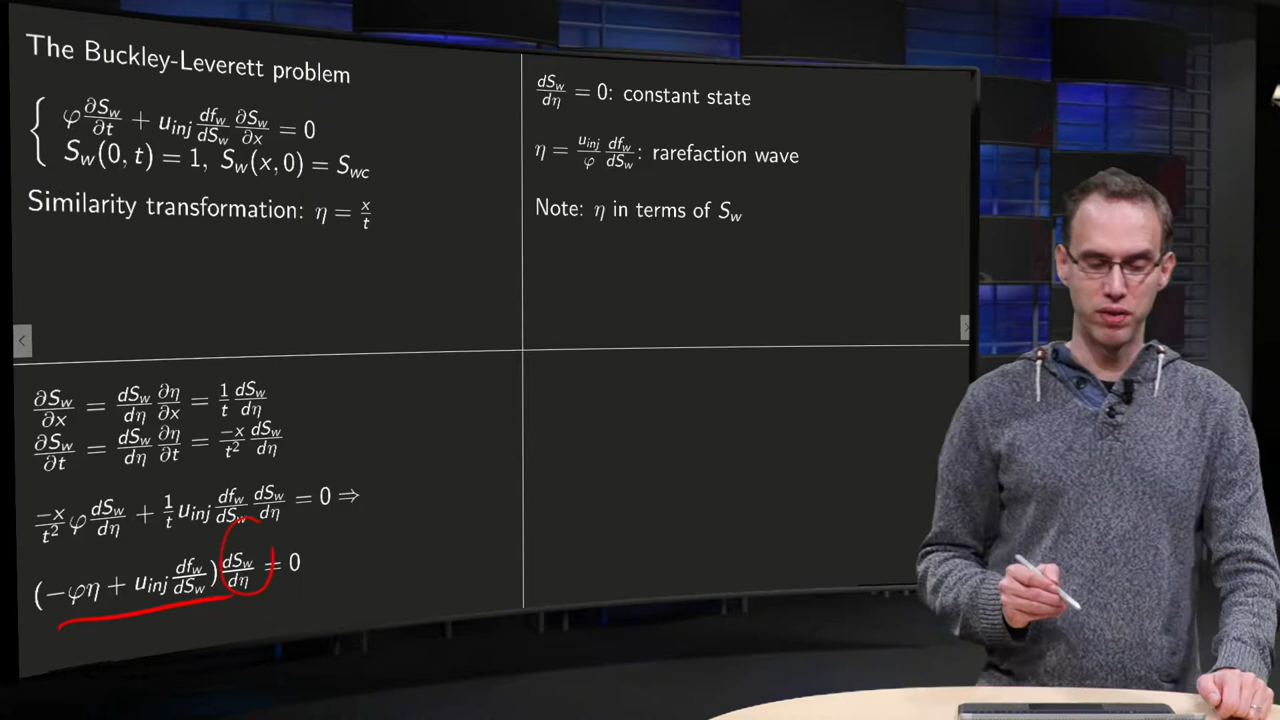 The Buckley-Leverett problem
{ φ ∂S_w/∂t + u_inj df_w/dS_w ∂S_w/∂x = 0
S_w(0, t) = 1, S_w(x, 0) = S_wc
Similarity transformation: η = x/t
dS_w/dη = 0: constant state
η = u_inj/φ df_w/dS_w: rarefaction wave
Note: η in terms of S_w
∂S_w/∂x = dS_w/dη ∂η/∂x = 1/t dS_w/dη
∂S_w/∂t = dS_w/dη ∂η/∂t = -x/t² dS_w/dη
-x/t² φ dS_w/dη + 1/t u_inj df_w/dS_w dS_w/dη = 0 ⇒
(-φη + u_inj df_w/dS_w) dS_w/dη = 0